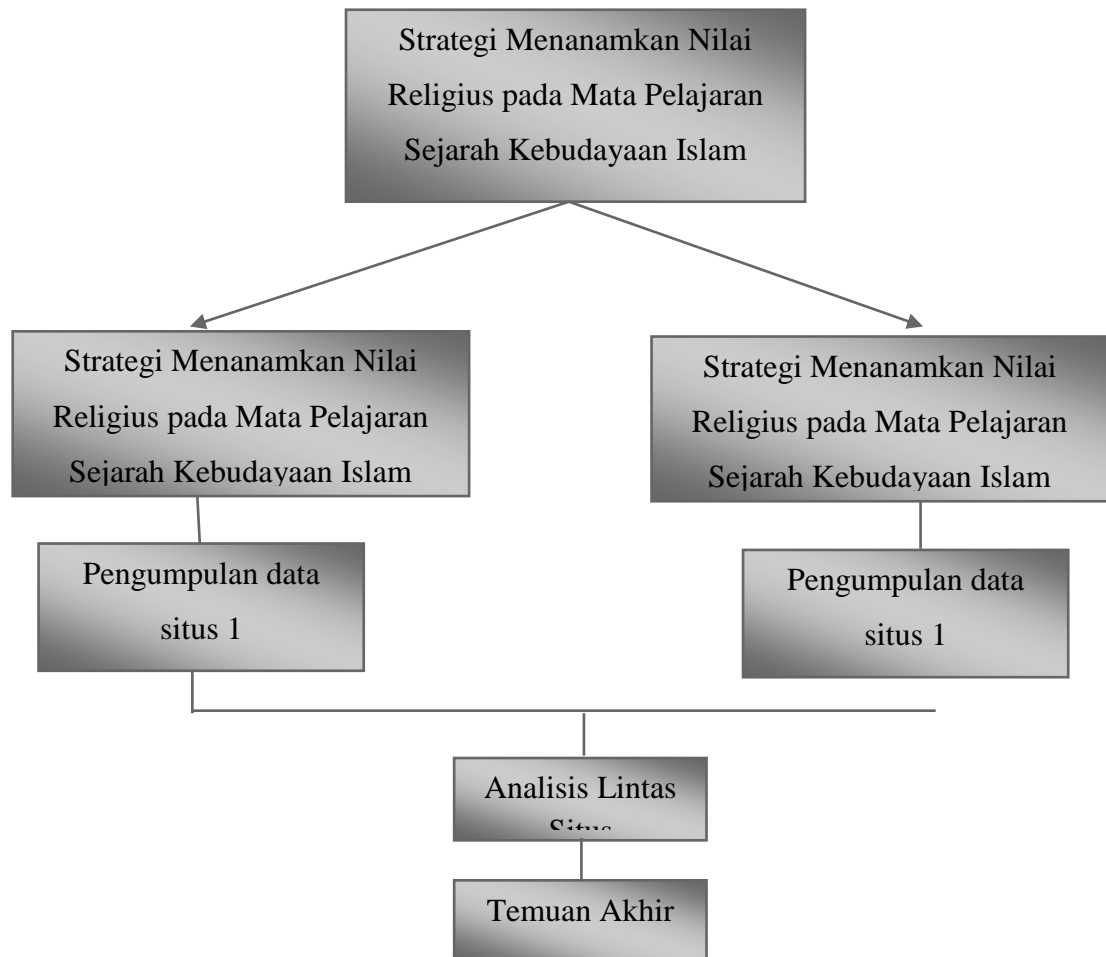 Strategi Menanamkan Nilai
Religius pada Mata Pelajaran
Sejarah Kebudayaan Islam
Strategi Menanamkan Nilai
Religius pada Mata Pelajaran
Sejarah Kebudayaan Islam
Strategi Menanamkan Nilai
Religius pada Mata Pelajaran
Sejarah Kebudayaan Islam
Pengumpulan data
situs 1
Pengumpulan data
situs 1
Analisis Lintas
Situs
Temuan Akhir